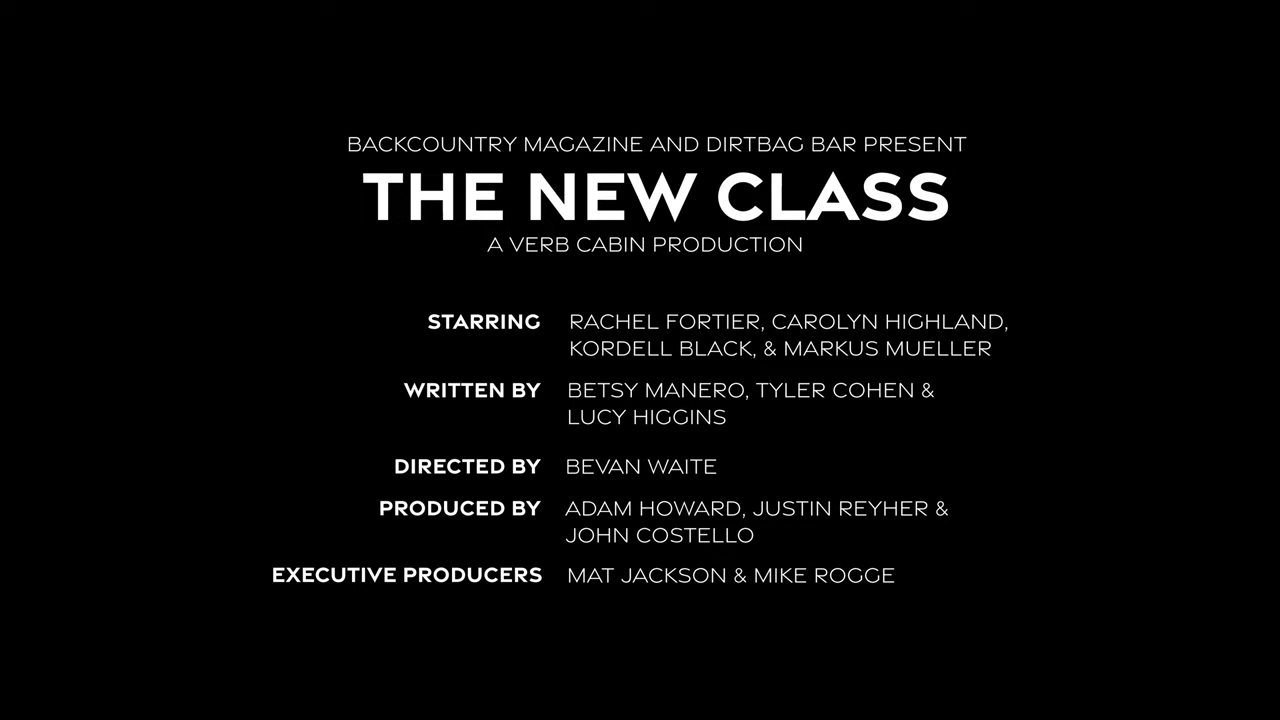 BACKCOUNTRY MAGAZINE AND DIRTBAG BAR PRESENT
THE NEW CLASS
A VERB CABIN PRODUCTION
STARRING RACHEL FORTIER, CAROLYN HIGHLAND,
KORDELL BLACK, & MARKUS MUELLER
WRITTEN BY BETSY MANERO, TYLER COHEN &
LUCY HIGGINS
DIRECTED BY BEVAN WAITE
PRODUCED BY ADAM HOWARD, JUSTIN REYHER &
JOHN COSTELLO
EXECUTIVE PRODUCERS MAT JACKSON & MIKE ROGGE